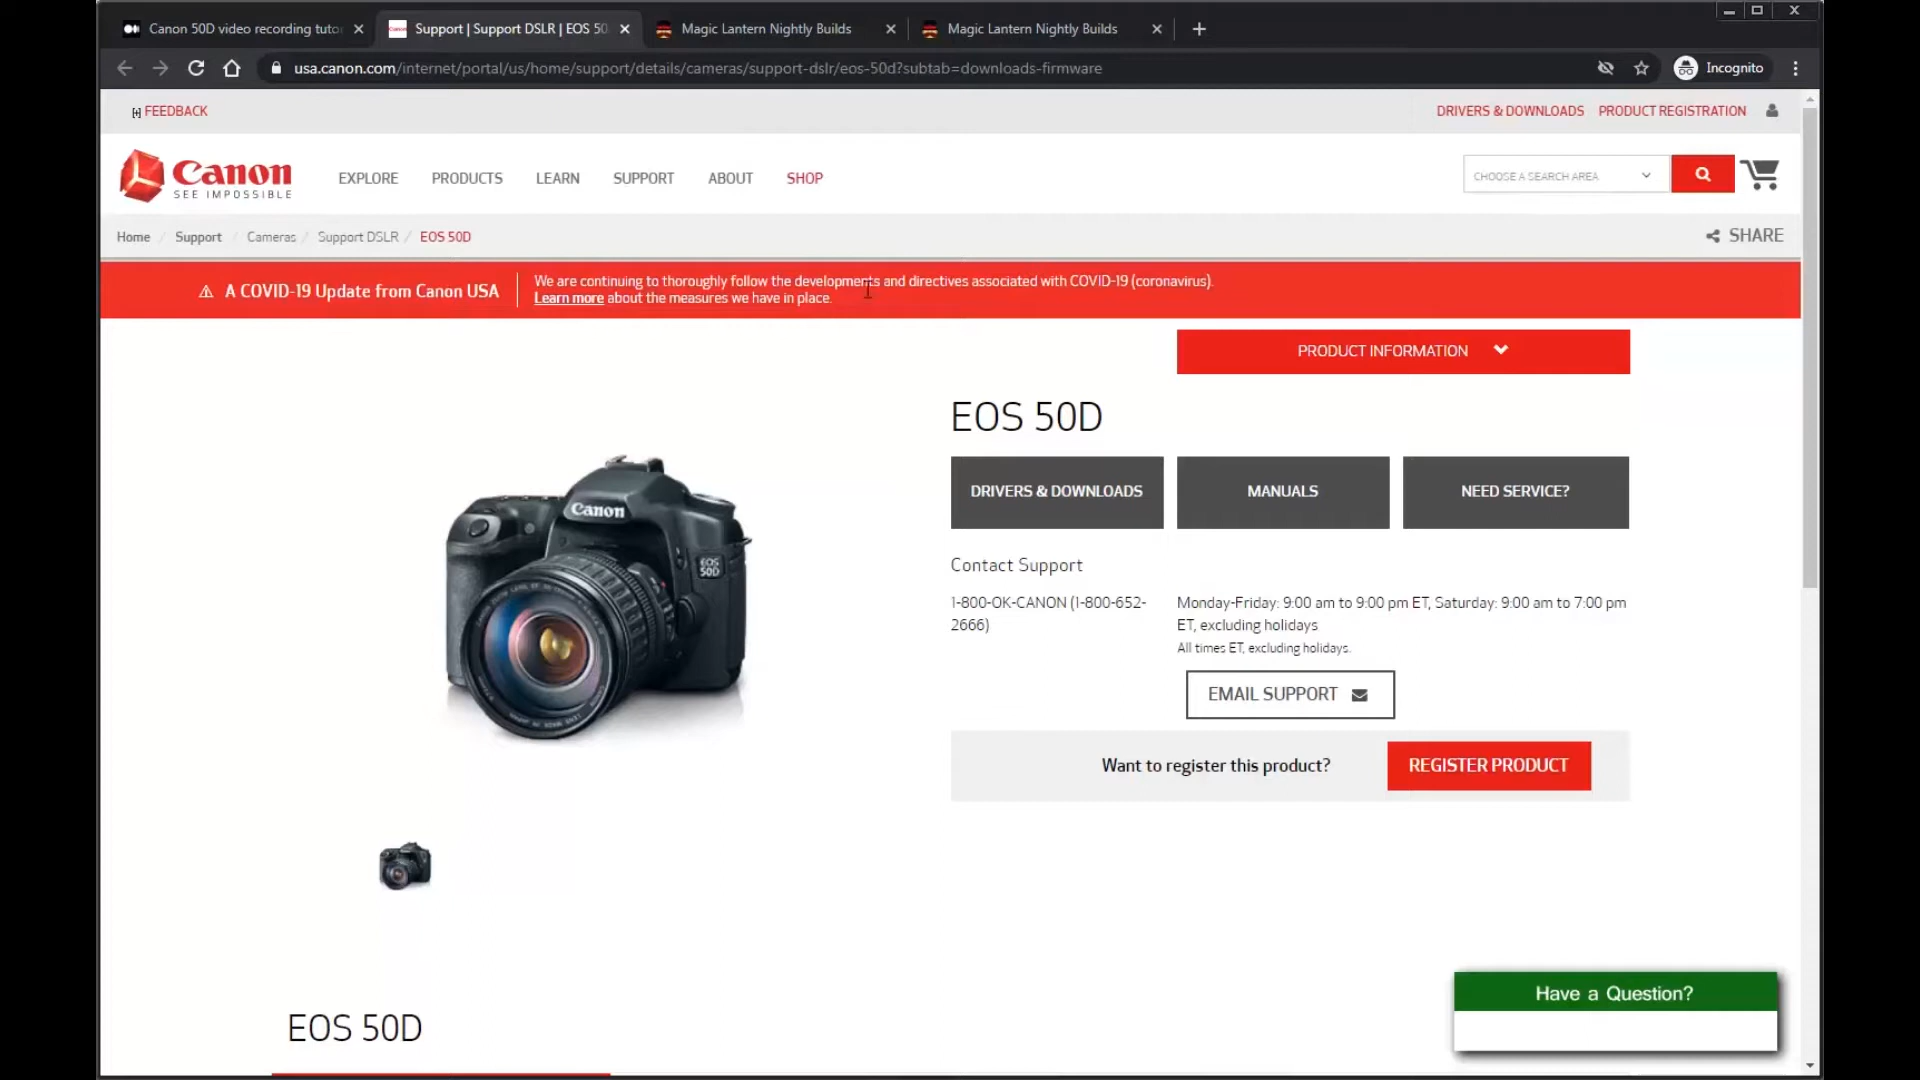 Canon 50D video recording tuto
Support | Support DSLR | EOS 50
Magic Lantern Nightly Builds
Magic Lantern Nightly Builds
usa.canon.com/internet/portal/us/home/support/details/cameras/support-dslr/eos-50d?subtab=downloads-firmware
Incognito
[+] FEEDBACK
DRIVERS & DOWNLOADS
PRODUCT REGISTRATION
Canon
SEE IMPOSSIBLE
EXPLORE
PRODUCTS
LEARN
SUPPORT
ABOUT
SHOP
CHOOSE A SEARCH AREA
Home / Support / Cameras / Support DSLR / EOS 50D
SHARE
A COVID-19 Update from Canon USA
We are continuing to thoroughly follow the developments and directives associated with COVID-19 (coronavirus).
Learn more about the measures we have in place.
PRODUCT INFORMATION
EOS 50D
DRIVERS & DOWNLOADS
MANUALS
NEED SERVICE?
Canon
EOS
50D
Contact Support
1-800-OK-CANON (1-800-652-
2666)
Monday-Friday: 9:00 am to 9:00 pm ET, Saturday: 9:00 am to 7:00 pm
ET, excluding holidays
All times ET, excluding holidays.
EMAIL SUPPORT
Want to register this product?
REGISTER PRODUCT
Have a Question?
EOS 50D